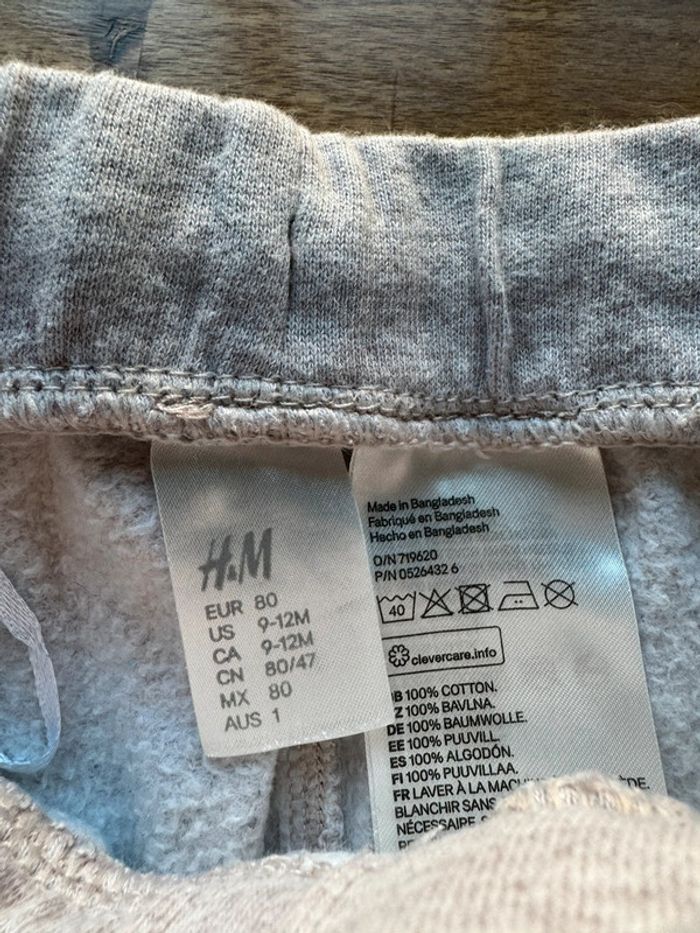 H&M
EUR 80
US 9-12M
CA 9-12M
CN 80/47
MX 80
AUS 1
Made in Bangladesh
Fabriqué en Bangladesh
Hecho en Bangladesh
O/N 719620
P/N 0526432 6
40
clevercare.info
100% COTTON.
100% BAVLNA.
DE 100% BAUMWOLLE.
EE 100% PUUVILL.
ES 100% ALGODÓN.
FI 100% PUUVILLAA.
FR LAVER À LA
BLANCHIR SANS
NÉCESSAIRE